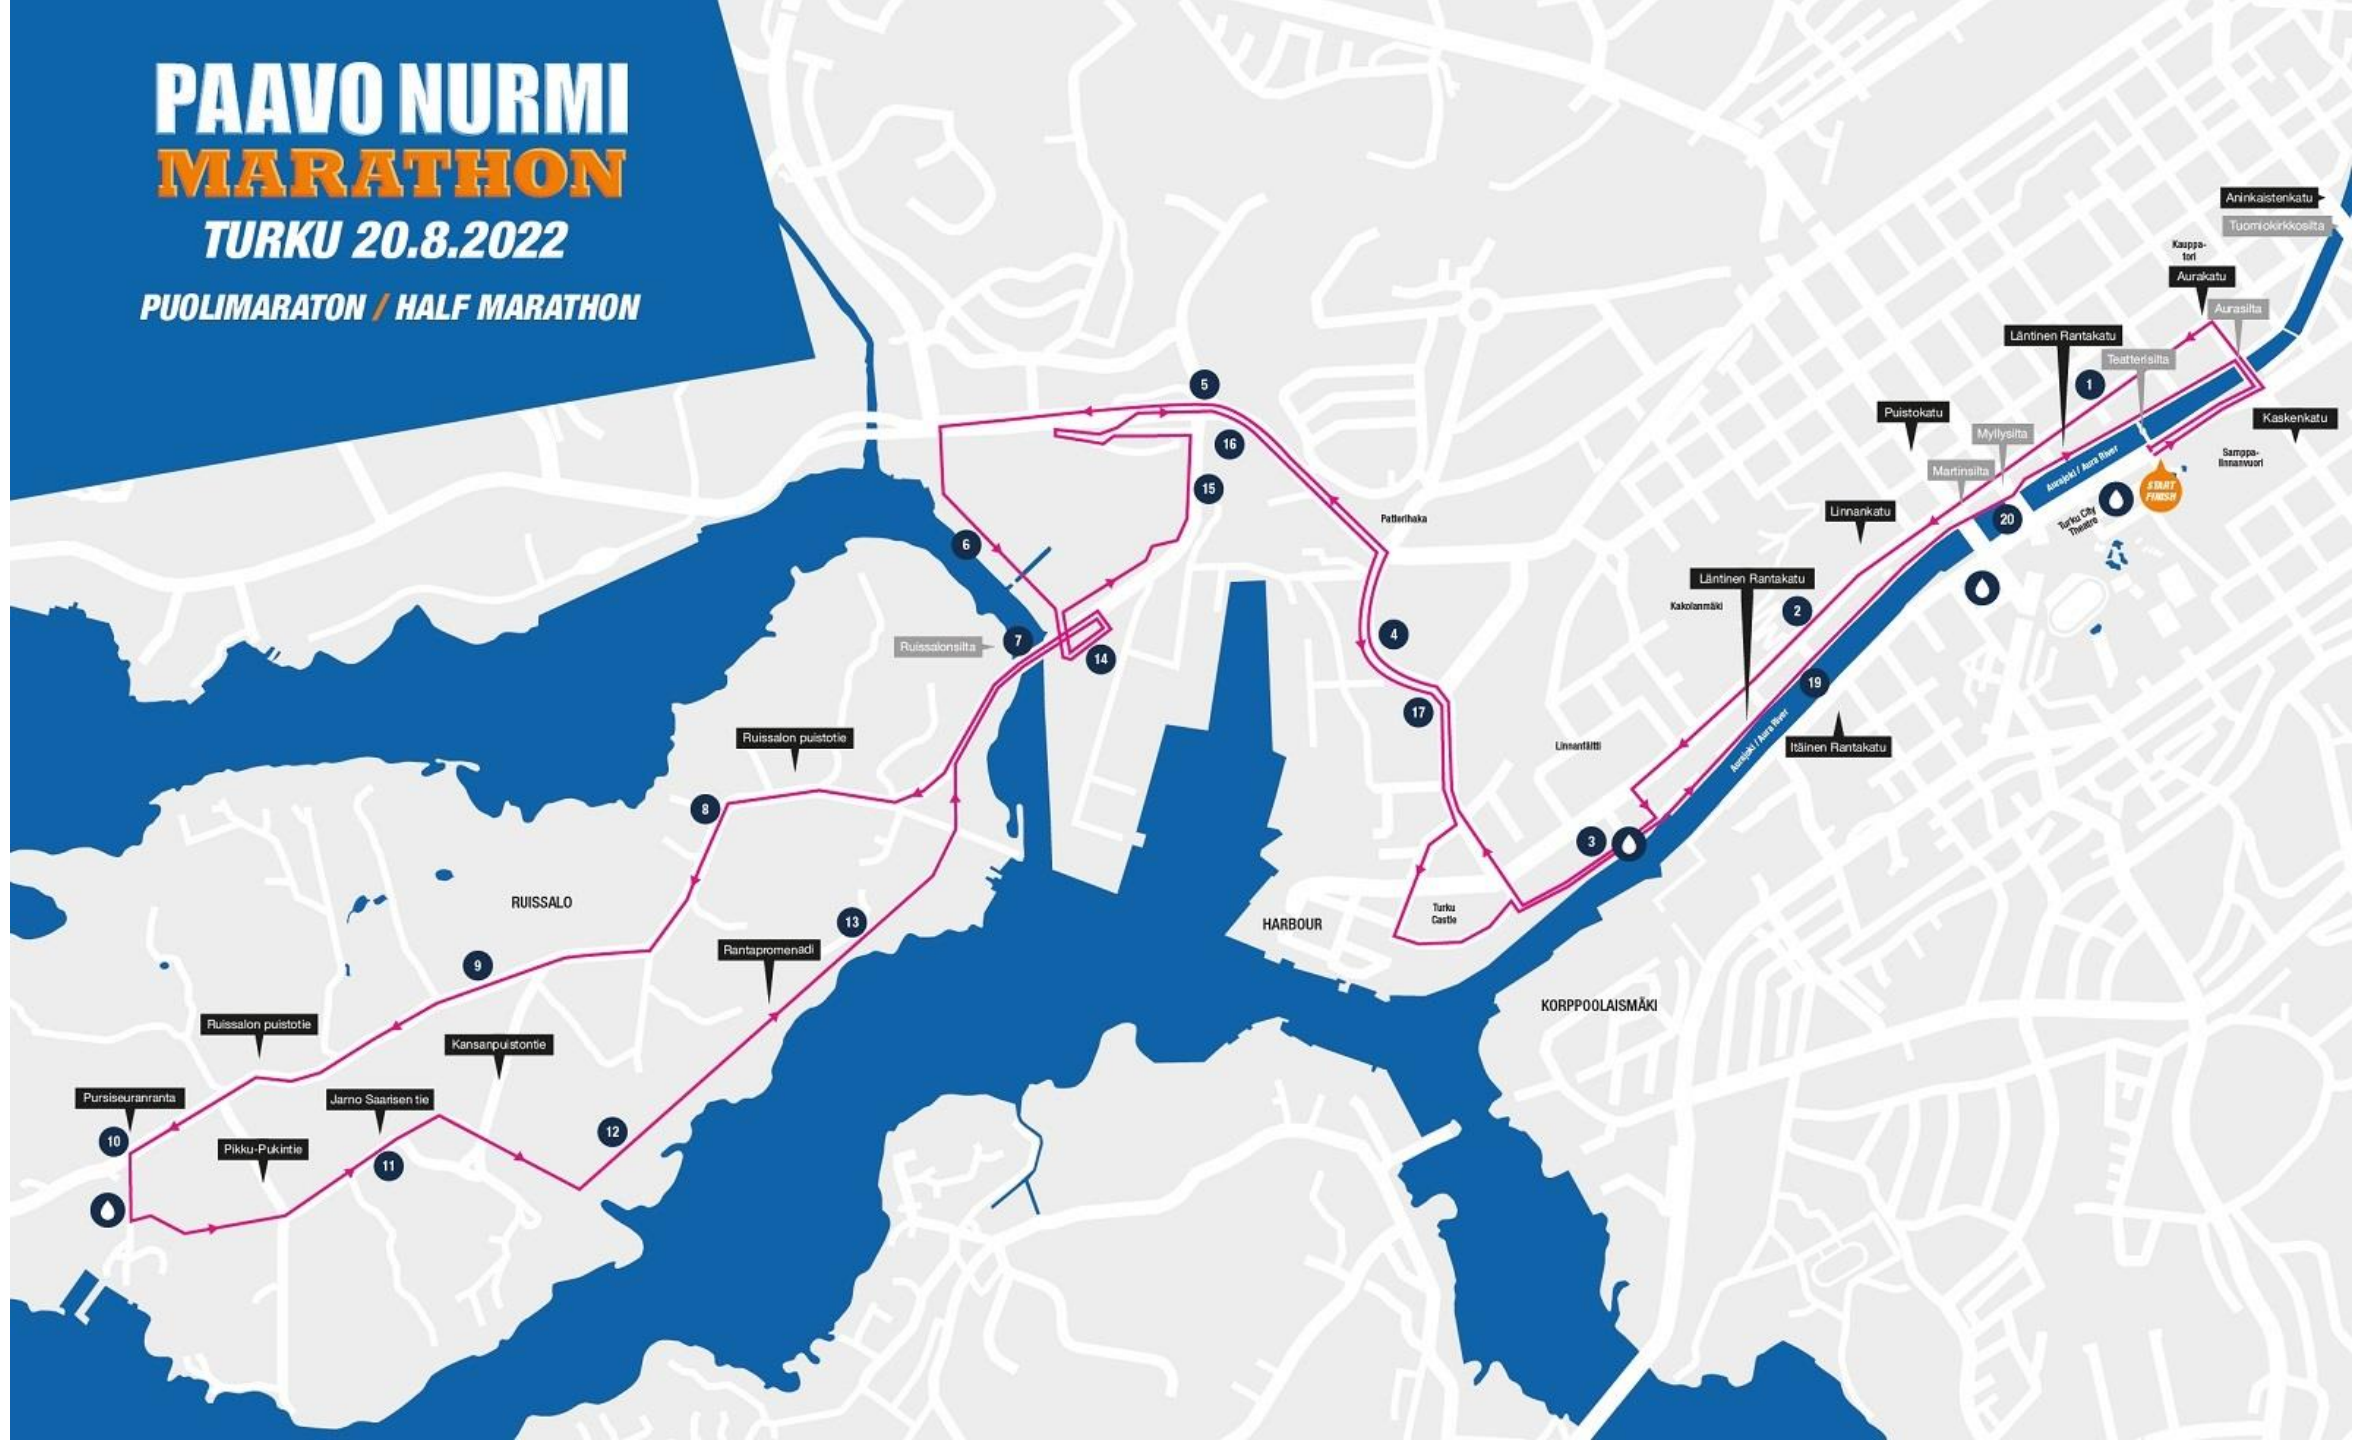 PAAVO NURMI
MARATHON
TURKU 20.8.2022
PUOLIMARATON / HALF MARATHON
Aninkaistenkatu
Tuomiokirkkosilta
Kauppa-
tori
Aurakatu
Aurasilta
Läntinen Rantakatu
Teatterisilta
1
5
Puistokatu
Kaskenkatu
Myllysilta
16
Samppa-
linnanvuori
Martinsilta
Aurajoki / Aura River
15
START
FINISH
Linnankatu
Patterihaka
20
Turku City
Theatre
6
Läntinen Rantakatu
Kakolanmäki
2
4
7
Ruissalonsilta
14
19
17
Ruissalon puistotie
Linnanfältti
Aurajoki / Aura River
Itäinen Rantakatu
8
3
RUISSALO
Turku
Castle
13
HARBOUR
Rantapromenadi
9
KORPPOOLAISMÄKI
Ruissalon puistotie
Kansanpuistontie
Pursiseuranranta
Jarno Saarisen tie
12
10
Pikku-Pukintie
11